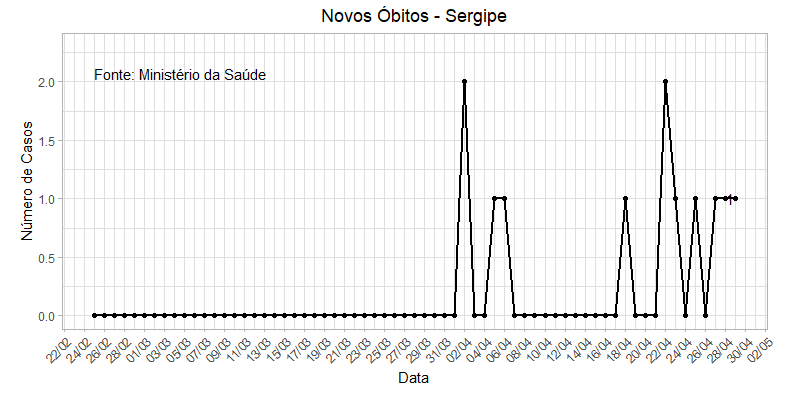 Novos Óbitos - Sergipe
Fonte: Ministério da Saúde
Número de Casos
2.0
1.5
1.0
0.5
0.0
1
22/02 24/02 26/02 28/02 01/03 03/03 05/03 07/03 09/03 11/03 13/03 15/03 17/03 19/03 21/03 23/03 25/03 27/03 29/03 31/03 02/04 04/04 06/04 08/04 10/04 12/04 14/04 16/04 18/04 20/04 22/04 24/04 26/04 28/04 30/04 02/05
Data